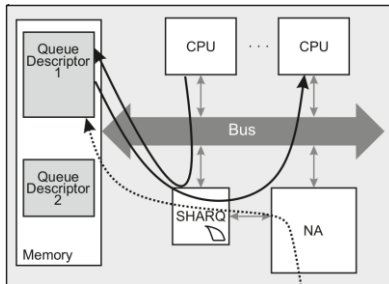 Queue
Descriptor
1
Queue
Descriptor
2
Memory
CPU
. . .
CPU
Bus
SHARQ
NA